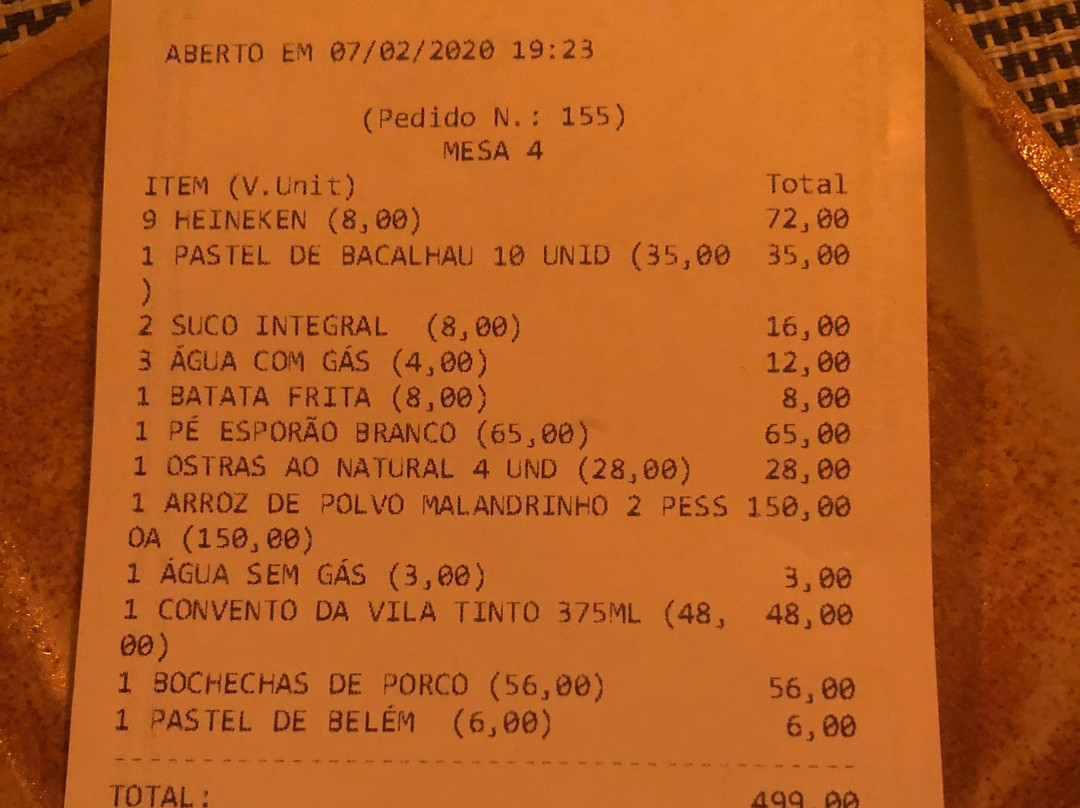 ABERTO EM 07/02/2020 19:23
(Pedido N.: 155)
MESA 4
ITEM (V.Unit) Total
9 HEINEKEN (8,00) 72,00
1 PASTEL DE BACALHAU 10 UNID (35,00 35,00
)
2 SUCO INTEGRAL (8,00) 16,00
3 ÁGUA COM GÁS (4,00) 12,00
1 BATATA FRITA (8,00) 8,00
1 PÉ ESPORÃO BRANCO (65,00) 65,00
1 OSTRAS AO NATURAL 4 UND (28,00) 28,00
1 ARROZ DE POLVO MALANDRINHO 2 PESS 150,00
OA (150,00)
1 ÁGUA SEM GÁS (3,00) 3,00
1 CONVENTO DA VILA TINTO 375ML (48, 48,00
00)
1 BOCHECHAS DE PORCO (56,00) 56,00
1 PASTEL DE BELÉM (6,00) 6,00
TOTAL: 499,00